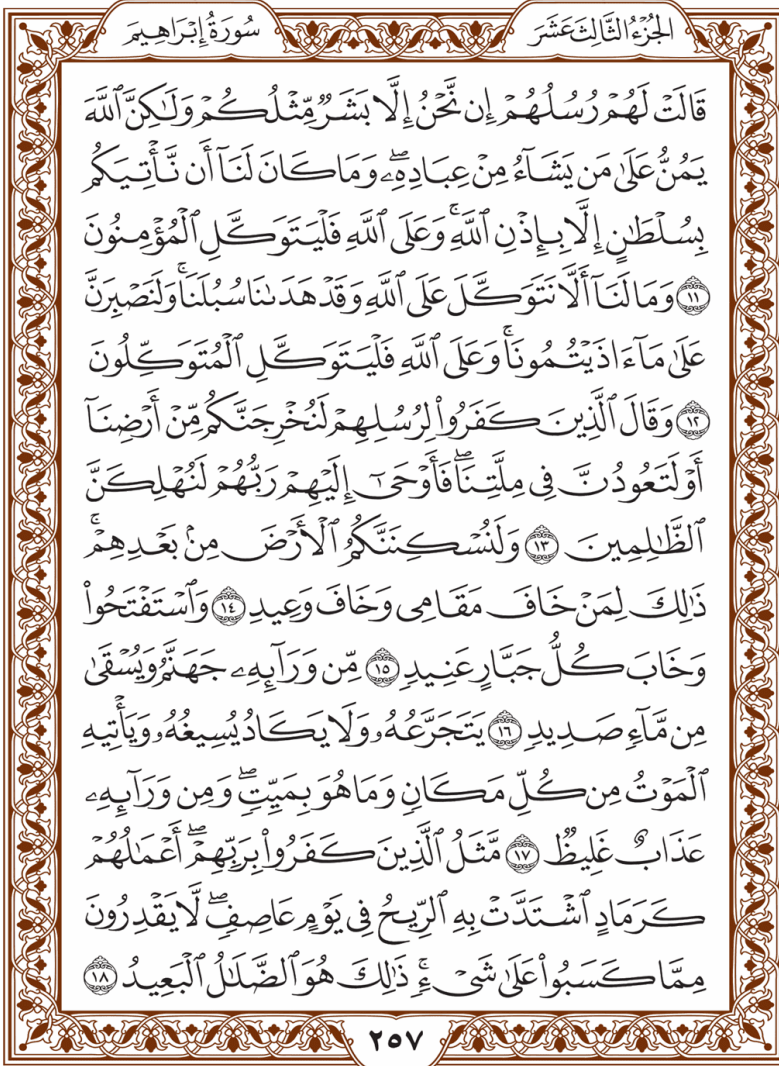 الجُزْءُ الثَّالِثَ عَشَرَ
سُورَةُ إِبْرَاهِيمَ
قَالَتْ لَهُمْ رُسُلُهُمْ إِن نَّحْنُ إِلَّا بَشَرٌ مِّثْلُكُمْ وَلَٰكِنَّ ٱللَّهَ
يَمُنُّ عَلَىٰ مَن يَشَآءُ مِنْ عِبَادِهِۦۖ وَمَا كَانَ لَنَآ أَن نَّأْتِيَكُم
بِسُلْطَٰنٍ إِلَّا بِإِذْنِ ٱللَّهِۚ وَعَلَى ٱللَّهِ فَلْيَتَوَكَّلِ ٱلْمُؤْمِنُونَ
١١ وَمَا لَنَآ أَلَّا نَتَوَكَّلَ عَلَى ٱللَّهِ وَقَدْ هَدَىٰنَا سُبُلَنَاۚ وَلَنَصْبِرَنَّ
عَلَىٰ مَآ ءَاذَيْتُمُونَاۚ وَعَلَى ٱللَّهِ فَلْيَتَوَكَّلِ ٱلْمُتَوَكِّلُونَ
١٢ وَقَالَ ٱلَّذِينَ كَفَرُوا۟ لِرُسُلِهِمْ لَنُخْرِجَنَّكُم مِّنْ أَرْضِنَآ
أَوْ لَتَعُودُنَّ فِى مِلَّتِنَاۖ فَأَوْحَىٰٓ إِلَيْهِمْ رَبُّهُمْ لَنُهْلِكَنَّ
ٱلظَّٰلِمِينَ ١٣ وَلَنُسْكِنَنَّكُمُ ٱلْأَرْضَ مِنۢ بَعْدِهِمْۚ
ذَٰلِكَ لِمَنْ خَافَ مَقَامِى وَخَافَ وَعِيدِ ١٤ وَٱسْتَفْتَحُوا۟
وَخَابَ كُلُّ جَبَّارٍ عَنِيدٍ ١٥ مِّن وَرَآئِهِۦ جَهَنَّمُ وَيُسْقَىٰ
مِن مَّآءٍ صَدِيدٍ ١٦ يَتَجَرَّعُهُۥ وَلَا يَكَادُ يُسِيغُهُۥ وَيَأْتِيهِ
ٱلْمَوْتُ مِن كُلِّ مَكَانٍ وَمَا هُوَ بِمَيِّتٍۖ وَمِن وَرَآئِهِۦ
عَذَابٌ غَلِيظٌ ١٧ مَّثَلُ ٱلَّذِينَ كَفَرُوا۟ بِرَبِّهِمْۖ أَعْمَٰلُهُمْ
كَرَمَادٍ ٱشْتَدَّتْ بِهِ ٱلرِّيحُ فِى يَوْمٍ عَاصِفٍۖ لَّا يَقْدِرُونَ
مِمَّا كَسَبُوا۟ عَلَىٰ شَىْءٍۚ ذَٰلِكَ هُوَ ٱلضَّلَٰلُ ٱلْبَعِيدُ ١٨
٢٥٧